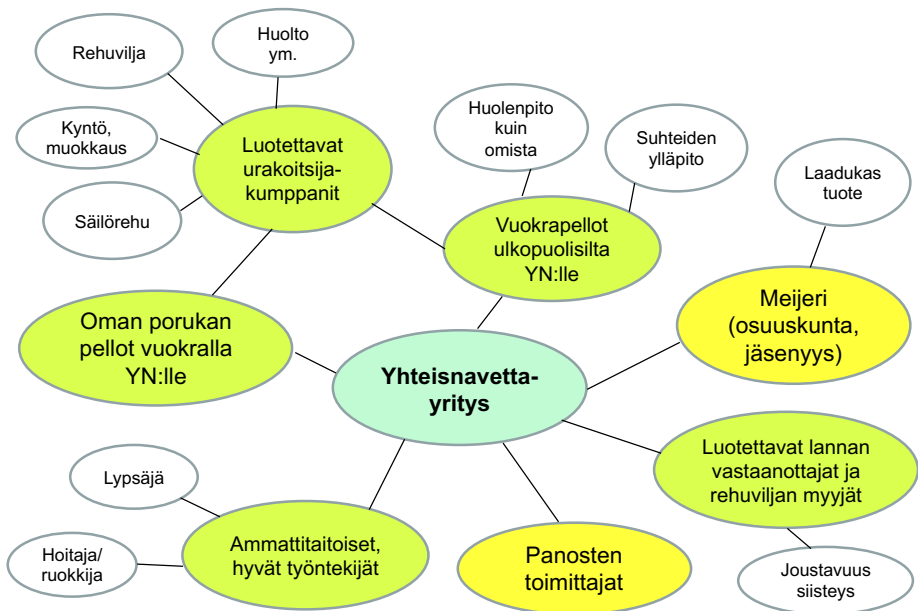 Rehuvilja
Huolto
ym.
Kyntö,
muokkaus
Luotettavat
urakoitsija-
kumppanit
Säilörehu
Huolenpito
kuin
omista
Suhteiden
ylläpito
Laadukas
tuote
Vuokrapellot
ulkopuolisilta
YN:lle
Meijeri
(osuuskunta,
jäsenyys)
Oman porukan
pellot vuokralla
YN:lle
Yhteisnavetta-
yritys
Luotettavat lannan
vastaanottajat ja
rehuviljan myyjät
Lypsäjä
Hoitaja/
ruokkija
Ammattitaitoiset,
hyvät työntekijät
Panosten
toimittajat
Joustavuus
siisteys